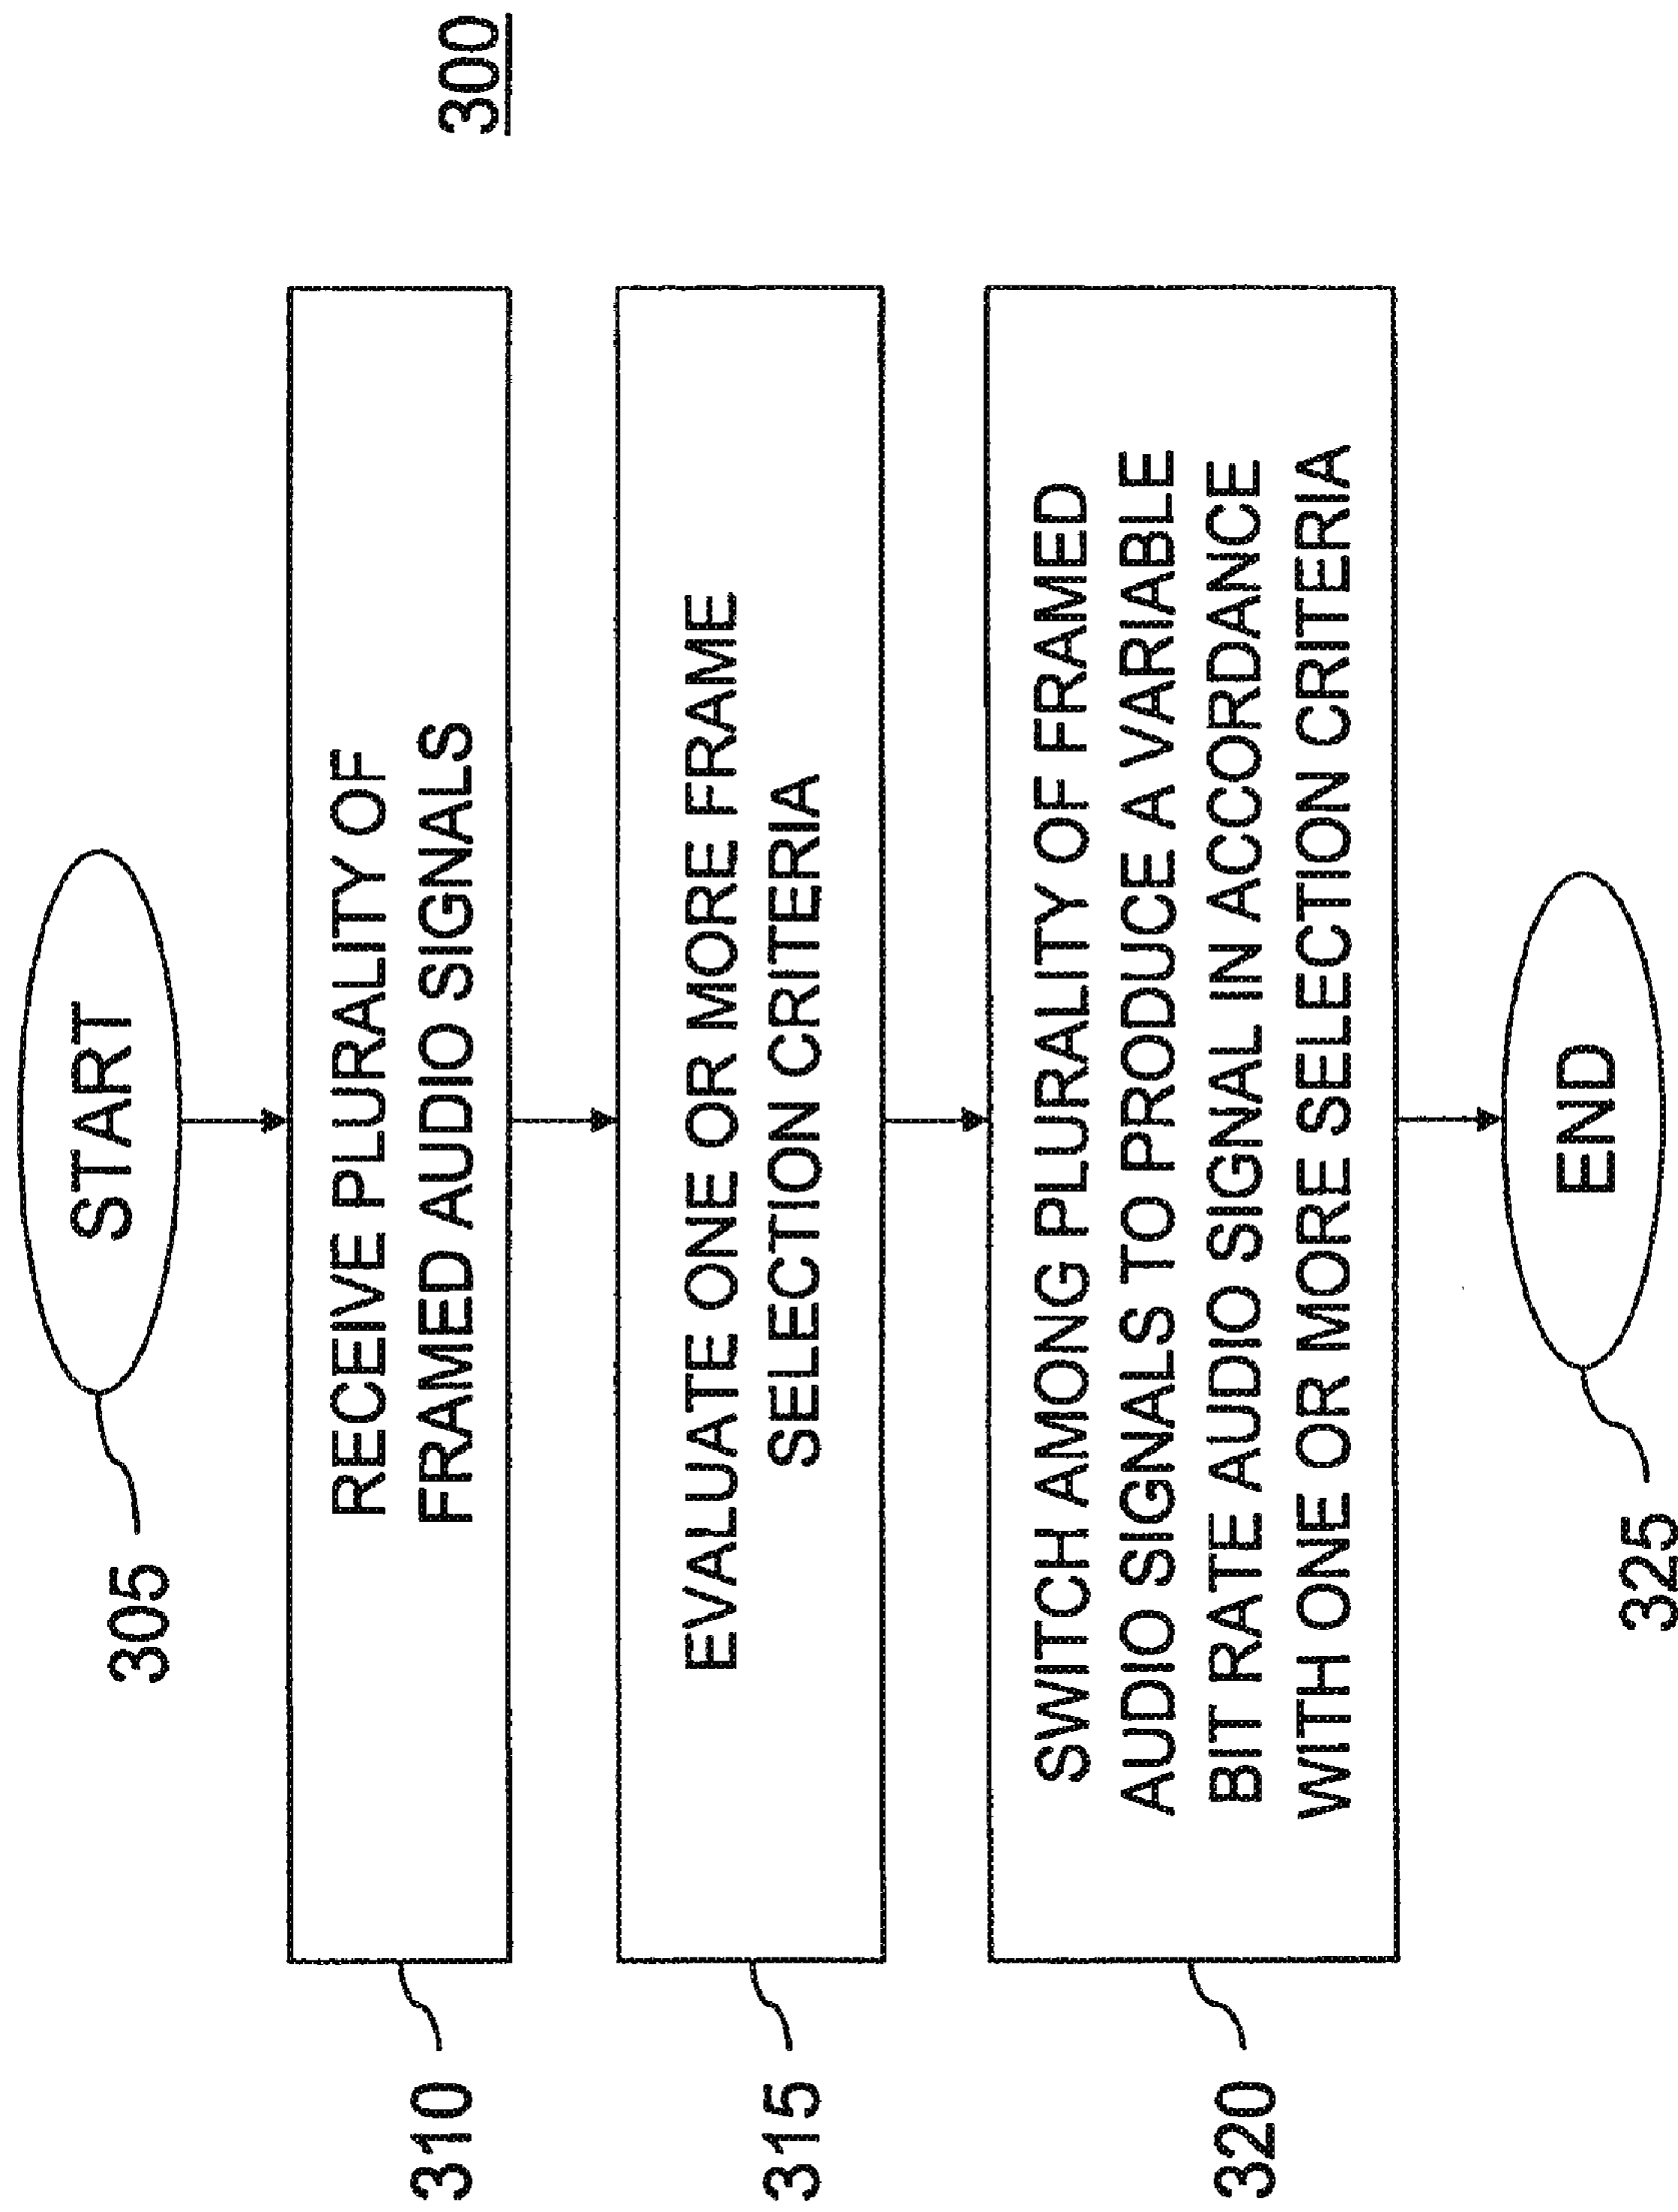 300
305
START
310
RECEIVE PLURALITY OF
FRAMED AUDIO SIGNALS
315
EVALUATE ONE OR MORE FRAME
SELECTION CRITERIA
320
SWITCH AMONG PLURALITY OF FRAMED
AUDIO SIGNALS TO PRODUCE A VARIABLE
BIT RATE AUDIO SIGNAL IN ACCORDANCE
WITH ONE OR MORE SELECTION CRITERIA
325
END